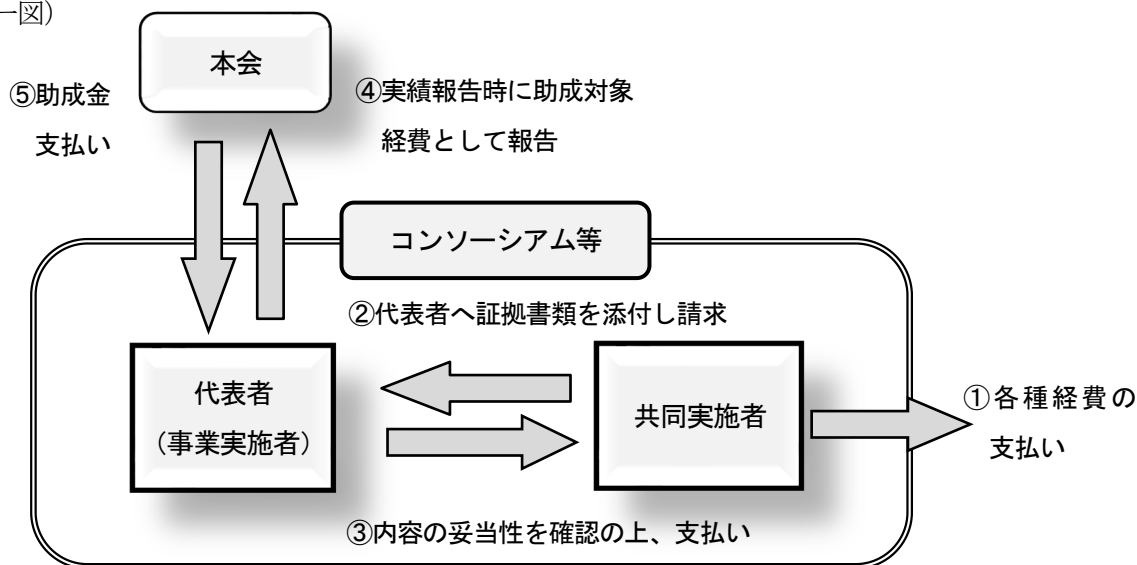 一図)
本会
⑤助成金
支払い
④実績報告時に助成対象
経費として報告
コンソーシアム等
②代表者へ証拠書類を添付し請求
代表者
(事業実施者)
共同実施者
①各種経費の
支払い
③内容の妥当性を確認の上、支払い